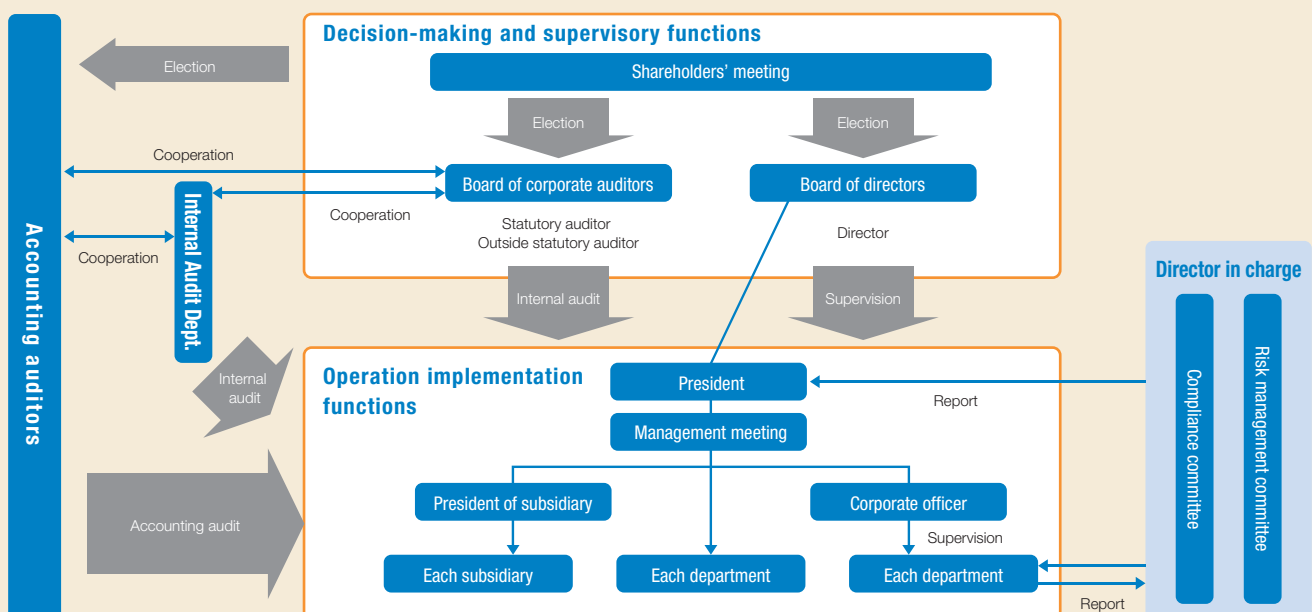 Decision-making and supervisory functions
Shareholders' meeting
Election
Election
Election
Cooperation
Board of corporate auditors
Board of directors
Cooperation
Statutory auditor
Outside statutory auditor
Director
Cooperation
Accounting auditors
Internal Audit Dept.
Internal audit
Supervision
Director in charge
Compliance committee
Risk management committee
Internal
audit
Operation implementation
functions
President
Report
Management meeting
President of subsidiary
Corporate officer
Accounting audit
Supervision
Each subsidiary
Each department
Each department
Report